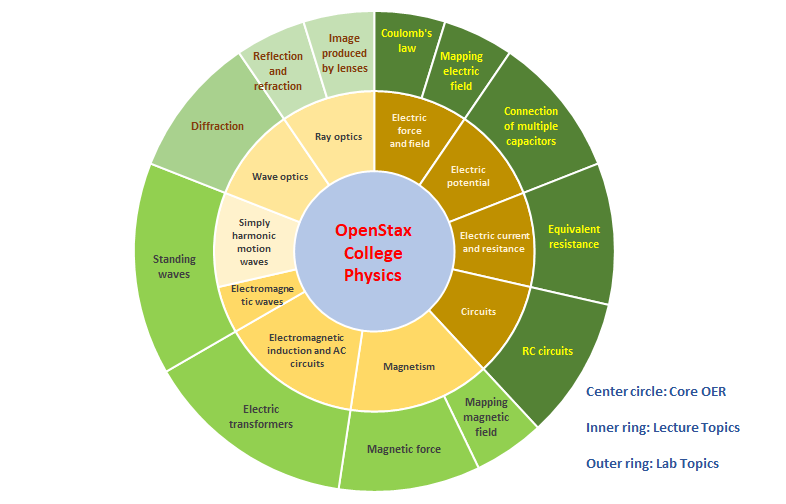 OpenStax
College
Physics
Electric
force
and field
Electric
potential
Electric current
and resitance
Circuits
Magnetism
Electromagnetic
induction and AC
circuits
Electromagne
tic waves
Simply
harmonic
motion
waves
Wave optics
Ray optics
Coulomb's
law
Mapping
electric
field
Connection
of multiple
capacitors
Equivalent
resistance
RC circuits
Mapping
magnetic
field
Magnetic force
Electric
transformers
Standing
waves
Diffraction
Reflection
and
refraction
Image
produced
by lenses
Center circle: Core OER
Inner ring: Lecture Topics
Outer ring: Lab Topics